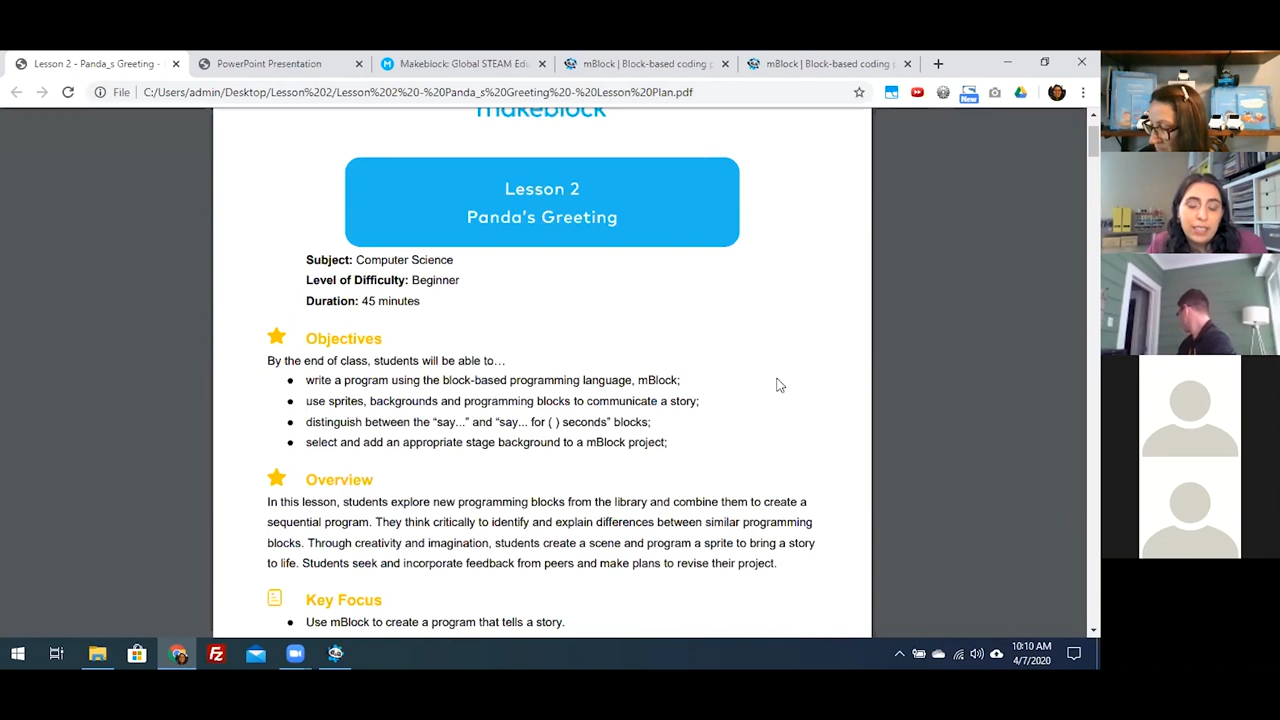 Lesson 2 - Panda_s Greeting -
PowerPoint Presentation
Makeblock: Global STEAM Edu
mBlock | Block-based coding p
mBlock | Block-based coding p
File
C:/Users/admin/Desktop/Lesson%202/Lesson%202%20-%20Panda_s%20Greeting%20-%20Lesson%20Plan.pdf
New
makeblock
Lesson 2
Panda's Greeting
Subject: Computer Science
Level of Difficulty: Beginner
Duration: 45 minutes
Objectives
By the end of class, students will be able to…
● write a program using the block-based programming language, mBlock;
● use sprites, backgrounds and programming blocks to communicate a story;
● distinguish between the “say...” and “say... for ( ) seconds” blocks;
● select and add an appropriate stage background to a mBlock project;
Overview
In this lesson, students explore new programming blocks from the library and combine them to create a
sequential program. They think critically to identify and explain differences between similar programming
blocks. Through creativity and imagination, students create a scene and program a sprite to bring a story
to life. Students seek and incorporate feedback from peers and make plans to revise their project.
Key Focus
● Use mBlock to create a program that tells a story.
10:10 AM
4/7/2020